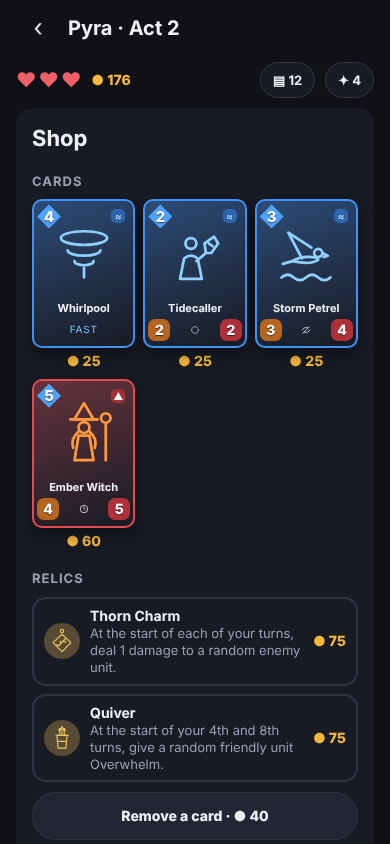 Pyra · Act 2
176
12
4
Shop
CARDS
4
Whirlpool
FAST
25
2
Tidecaller
2
2
25
3
Storm Petrel
3
4
25
5
Ember Witch
4
5
60
RELICS
Thorn Charm
At the start of each of your turns,
deal 1 damage to a random enemy
unit.
75
Quiver
At the start of your 4th and 8th
turns, give a random friendly unit
Overwhelm.
75
Remove a card · 40